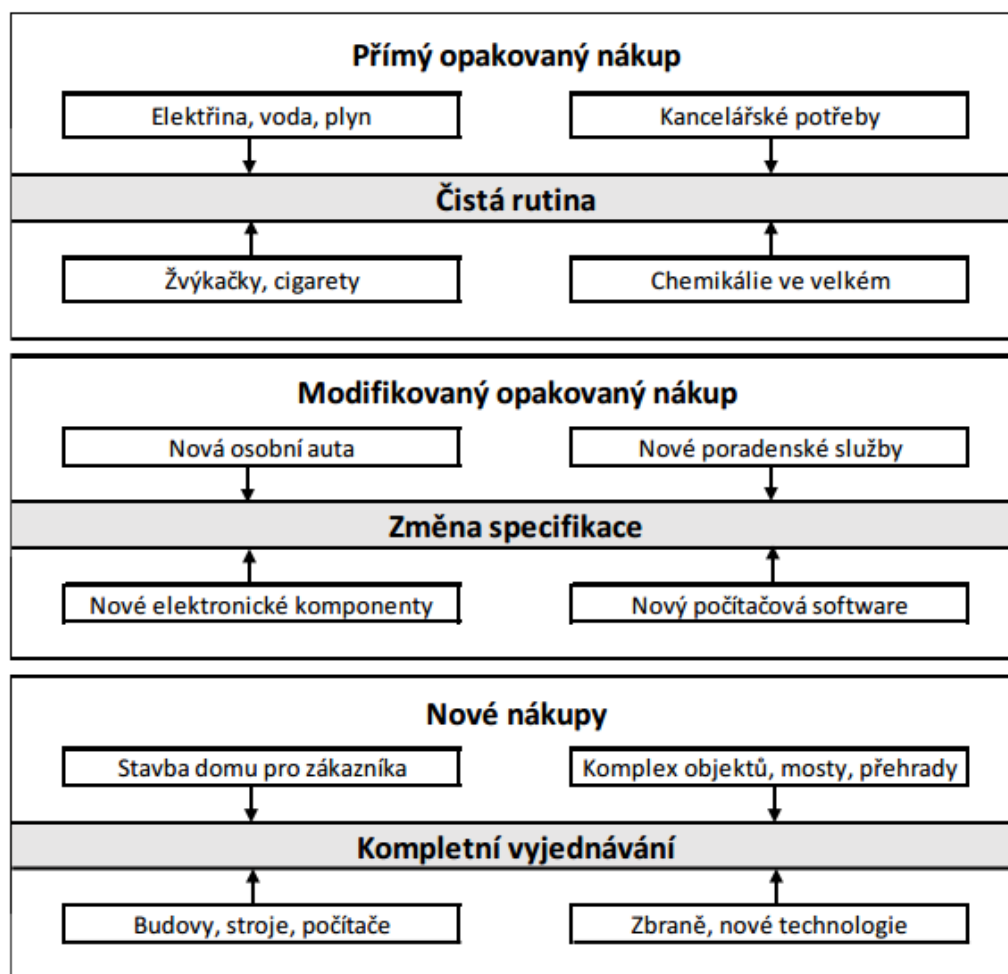 Přímý opakovaný nákup
Elektřina, voda, plyn
Kancelářské potřeby
Čistá rutina
Žvýkačky, cigarety
Chemikálie ve velkém
Modifikovaný opakovaný nákup
Nová osobní auta
Nové poradenské služby
Změna specifikace
Nové elektronické komponenty
Nový počítačová software
Nové nákupy
Stavba domu pro zákazníka
Komplex objektů, mosty, přehrady
Kompletní vyjednávání
Budovy, stroje, počítače
Zbraně, nové technologie